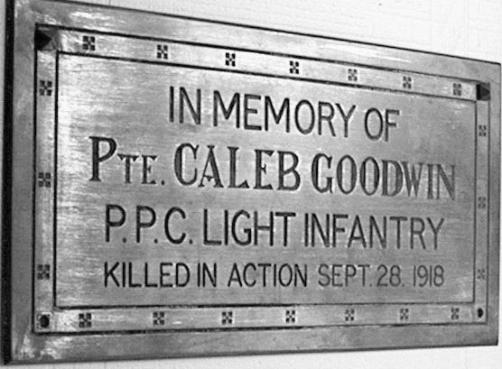 IN MEMORY OF
PTE. CALEB GOODWIN
P.P.C. LIGHT INFANTRY
KILLED IN ACTION SEPT. 28. 1918